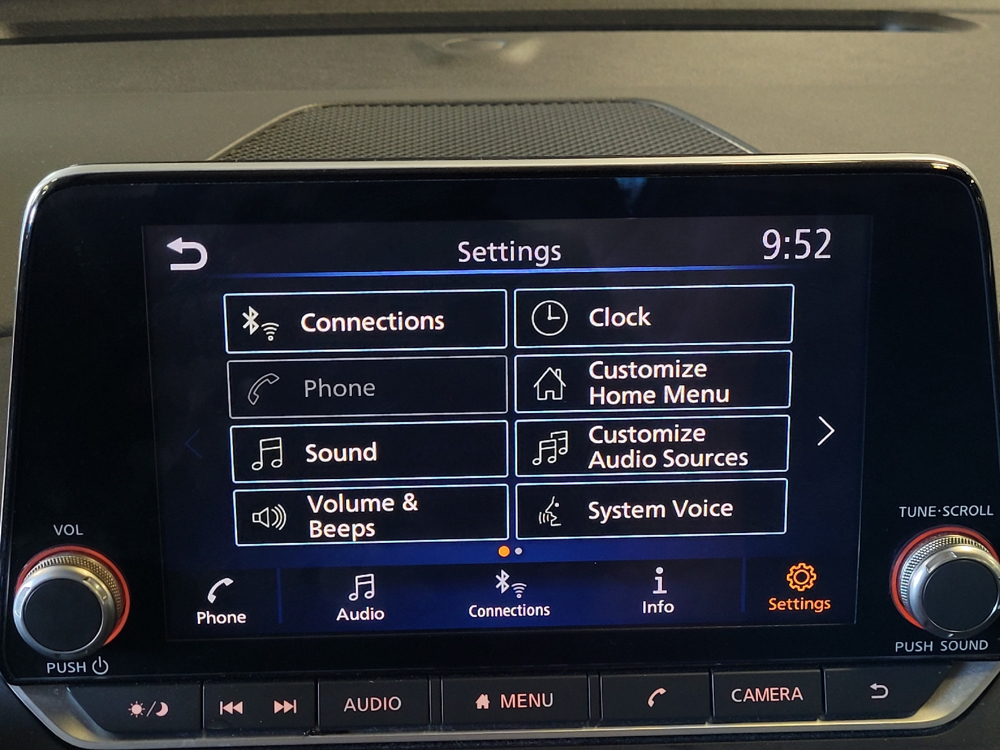 Settings
9:52
Connections
Clock
Phone
Customize
Home Menu
Sound
Customize
Audio Sources
Volume &
Beeps
System Voice
VOL
TUNE·SCROLL
Phone
Audio
Connections
Info
Settings
PUSH
PUSH SOUND
AUDIO
MENU
CAMERA